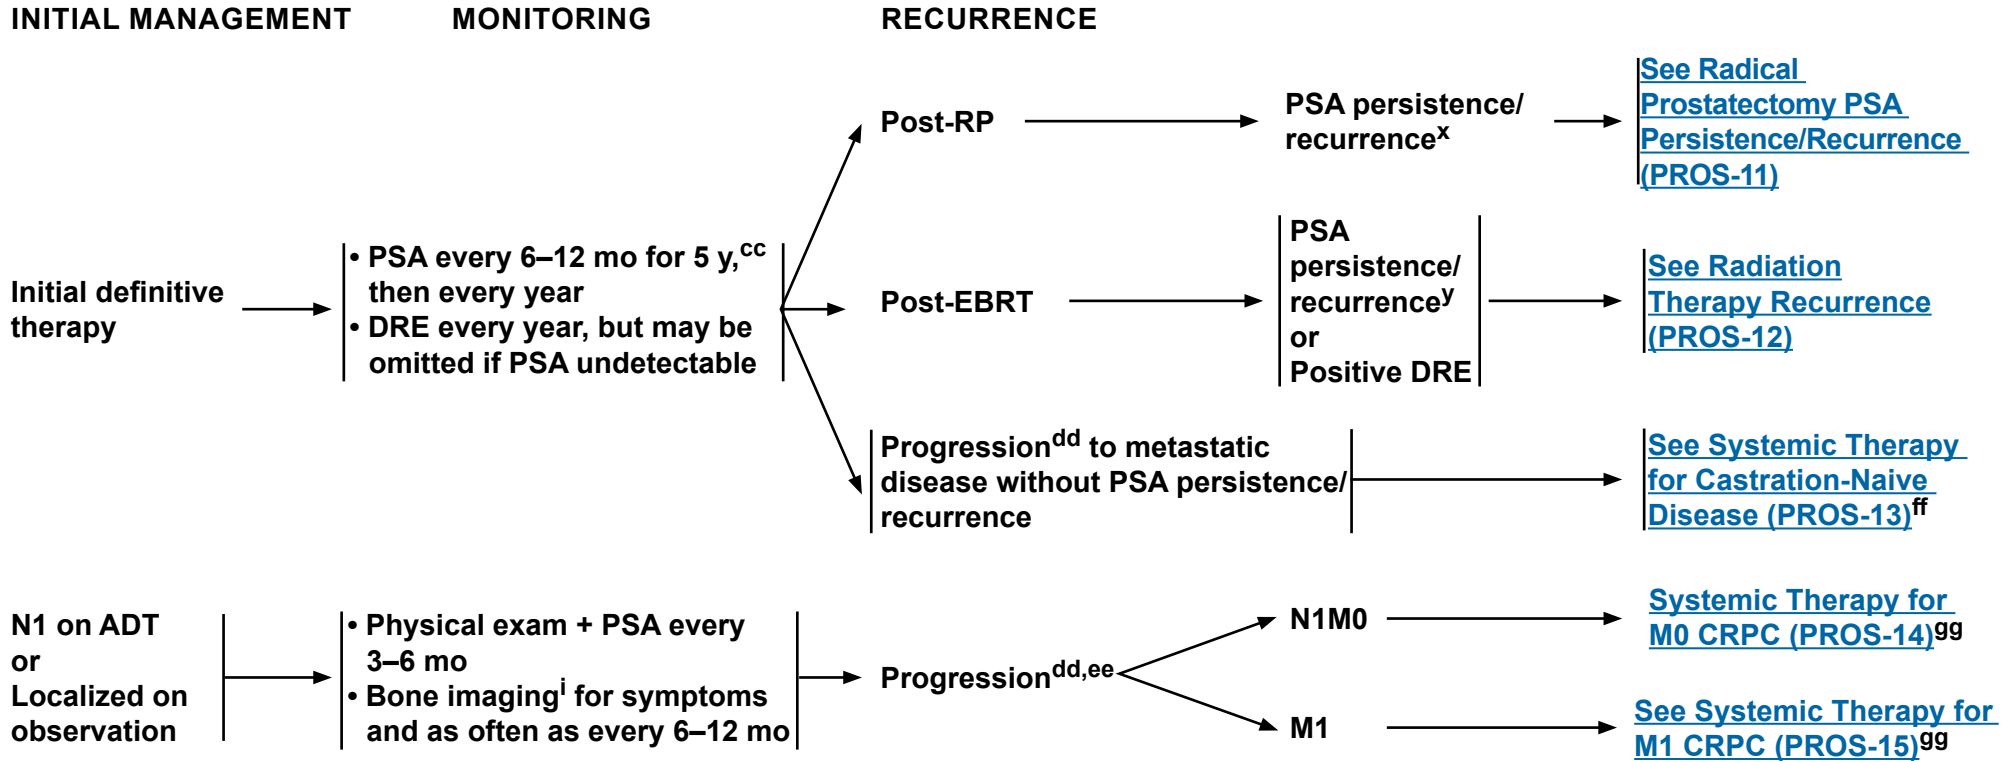 INITIAL MANAGEMENT MONITORING RECURRENCE
Post-RP
PSA persistence/
recurrencex
See Radical
Prostatectomy PSA
Persistence/Recurrence
(PROS-11)
Initial definitive
therapy
• PSA every 6–12 mo for 5 y,cc
then every year
• DRE every year, but may be
omitted if PSA undetectable
Post-EBRT
PSA
persistence/
recurrencey
or
Positive DRE
See Radiation
Therapy Recurrence
(PROS-12)
Progressiondd to metastatic
disease without PSA persistence/
recurrence
See Systemic Therapy
for Castration-Naive
Disease (PROS-13)ff
N1 on ADT
or
Localized on
observation
• Physical exam + PSA every
3–6 mo
• Bone imagingi for symptoms
and as often as every 6–12 mo
Progressiondd,ee
N1M0
Systemic Therapy for
M0 CRPC (PROS-14)gg
M1
See Systemic Therapy for
M1 CRPC (PROS-15)gg